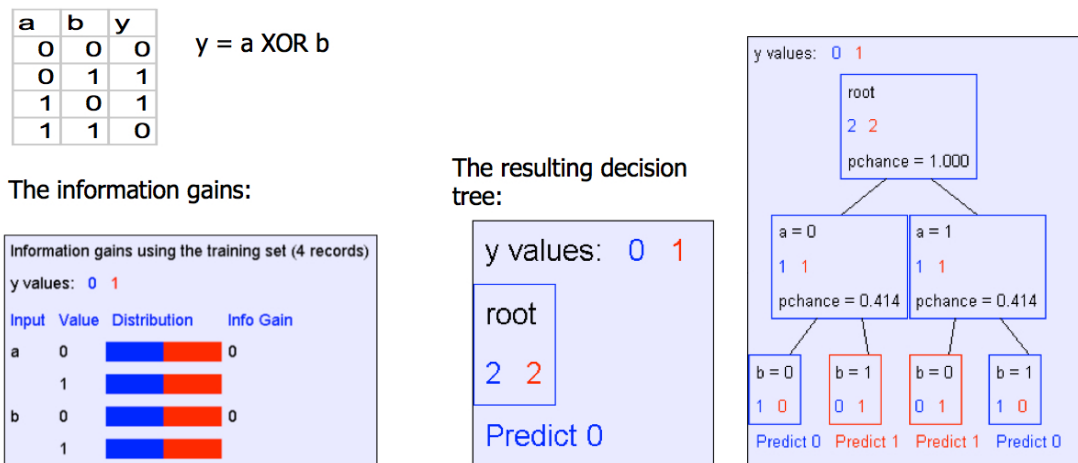 a b y
0 0 0
0 1 1
1 0 1
1 1 0
y = a XOR b
The information gains:
Information gains using the training set (4 records)
y values: 0 1
Input Value Distribution Info Gain
a 0 0
1
b 0 0
1
The resulting decision
tree:
y values: 0 1
root
2 2
Predict 0
y values: 0 1
root
2 2
pchance = 1.000
a = 0 a = 1
1 1 1 1
pchance = 0.414 pchance = 0.414
b = 0 b = 1 b = 0 b = 1
1 0 0 1 0 1 1 0
Predict 0 Predict 1 Predict 1 Predict 0